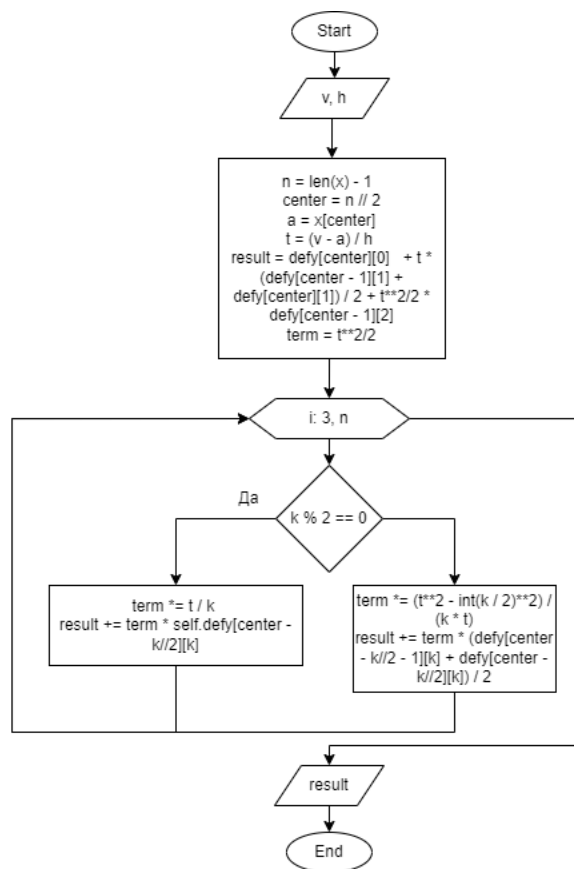 Start
v, h
n = len(x) - 1
center = n // 2
a = x[center]
t = (v - a) / h
result = defy[center][0] + t *
(defy[center - 1][1] +
defy[center][1]) / 2 + t**2/2 *
defy[center - 1][2]
term = t**2/2
i: 3, n
Да
k % 2 == 0
term *= t / k
result += term * self.defy[center -
k//2][k]
term *= (t**2 - int(k / 2)**2) /
(k * t)
result += term * (defy[center
- k//2 - 1][k] + defy[center -
k//2][k]) / 2
result
End